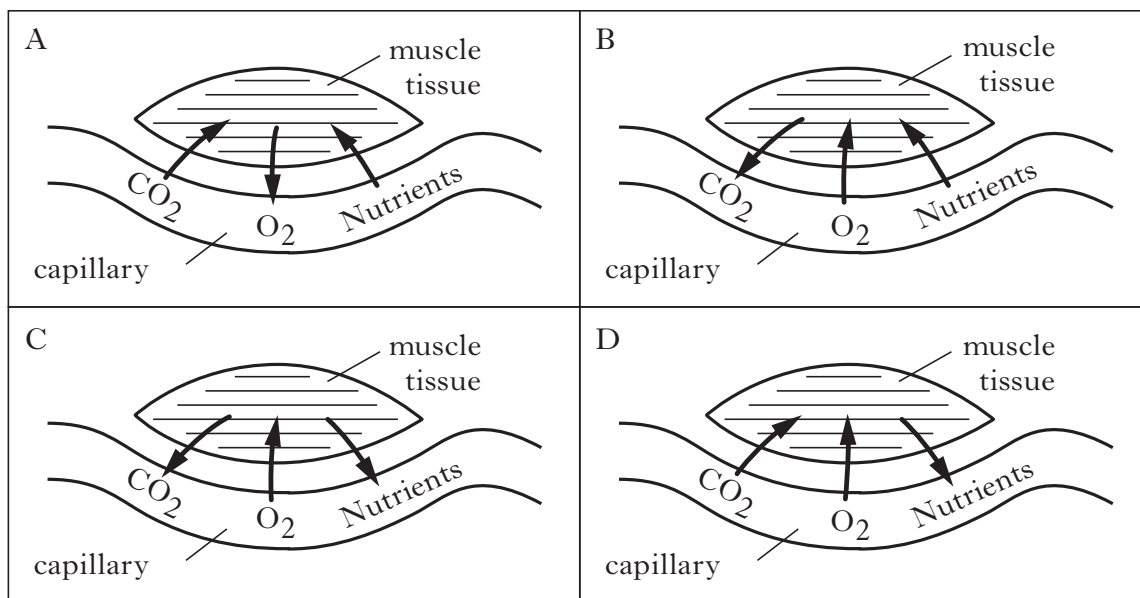 A
muscle
tissue
CO2
O2
Nutrients
capillary
B
muscle
tissue
CO2
O2
Nutrients
capillary
C
muscle
tissue
CO2
O2
Nutrients
capillary
D
muscle
tissue
CO2
O2
Nutrients
capillary